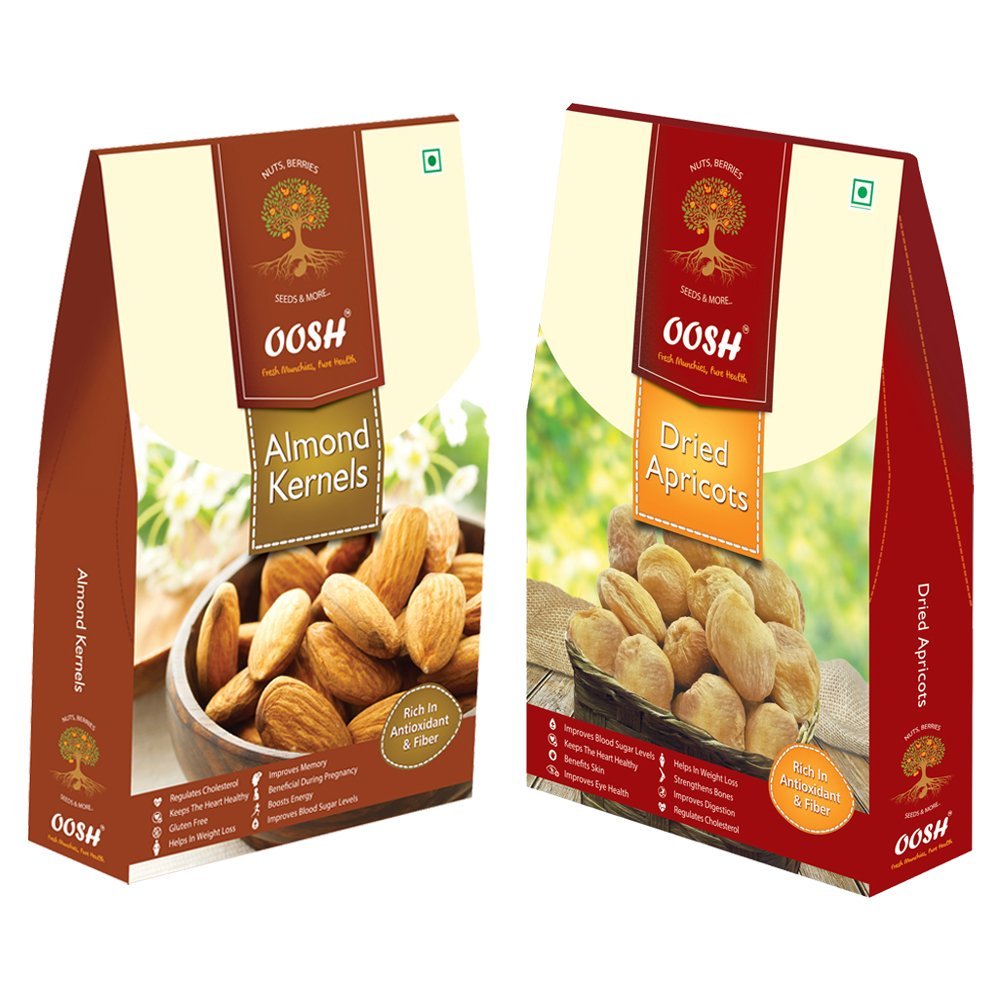 NUTS, BERRIES
SEEDS & MORE..
OOSH™
Fresh Munchies, Pure Health
Almond
Kernels
Rich In
Antioxidant
& Fiber
Regulates Cholesterol
Keeps The Heart Healthy
Gluten Free
Helps In Weight Loss
Improves Memory
Beneficial During Pregnancy
Boosts Energy
Improves Blood Sugar Levels
Almond Kernels
NUTS, BERRIES
SEEDS & MORE..
OOSH™
Fresh Munchies, Pure Health
NUTS, BERRIES
SEEDS & MORE..
OOSH™
Fresh Munchies, Pure Health
Dried
Apricots
Improves Blood Sugar Levels
Keeps The Heart Healthy
Benefits Skin
Improves Eye Health
Helps In Weight Loss
Strengthens Bones
Improves Digestion
Regulates Cholesterol
Rich In
Antioxidant
& Fiber
Dried Apricots
NUTS, BERRIES
SEEDS & MORE..
OOSH™
Fresh Munchies, Pure Health